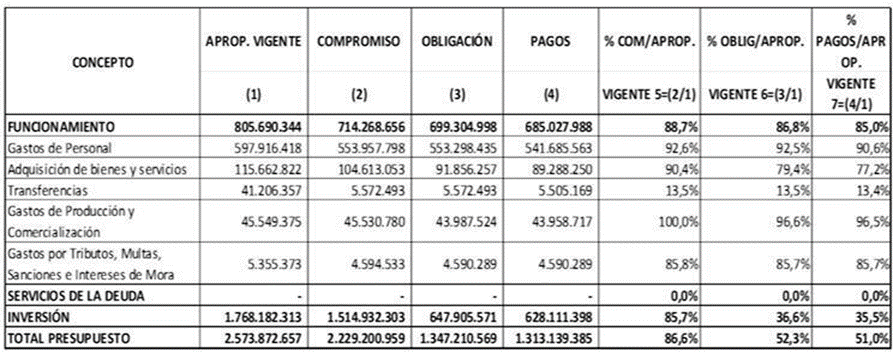 CONCEPTO APROP. VIGENTE COMPROMISO OBLIGACIÓN PAGOS % COM/APROP. % OBLIG/APROP. % PAGOS/APROP.
(1) (2) (3) (4) VIGENTE 5=(2/1) VIGENTE 6=(3/1) VIGENTE 7=(4/1)
FUNCIONAMIENTO 805.690.344 714.268.656 699.304.998 685.027.988 88,7% 86,8% 85,0%
Gastos de Personal 597.916.418 553.957.798 553.298.435 541.685.563 92,6% 92,5% 90,6%
Adquisición de bienes y servicios 115.662.822 104.613.053 91.856.257 89.288.250 90,4% 79,4% 77,2%
Transferencias 41.206.357 5.572.493 5.572.493 5.505.169 13,5% 13,5% 13,4%
Gastos de Producción y
Comercialización 45.549.375 45.530.780 43.987.524 43.958.717 100,0% 96,6% 96,5%
Gastos por Tributos, Multas,
Sanciones e Intereses de Mora 5.355.373 4.594.533 4.590.289 4.590.289 85,8% 85,7% 85,7%
SERVICIOS DE LA DEUDA - - - - 0,0% 0,0% 0,0%
INVERSIÓN 1.768.182.313 1.514.932.303 647.905.571 628.111.398 85,7% 36,6% 35,5%
TOTAL PRESUPUESTO 2.573.872.657 2.229.200.959 1.347.210.569 1.313.139.385 86,6% 52,3% 51,0%